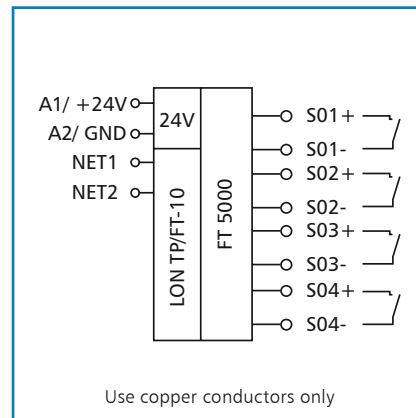 A1/ +24V
A2/ GND
NET1
NET2
24V
LON TP/FT-10
FT 5000
S01+
S01-
S02+
S02-
S03+
S03-
S04+
S04-
Use copper conductors only